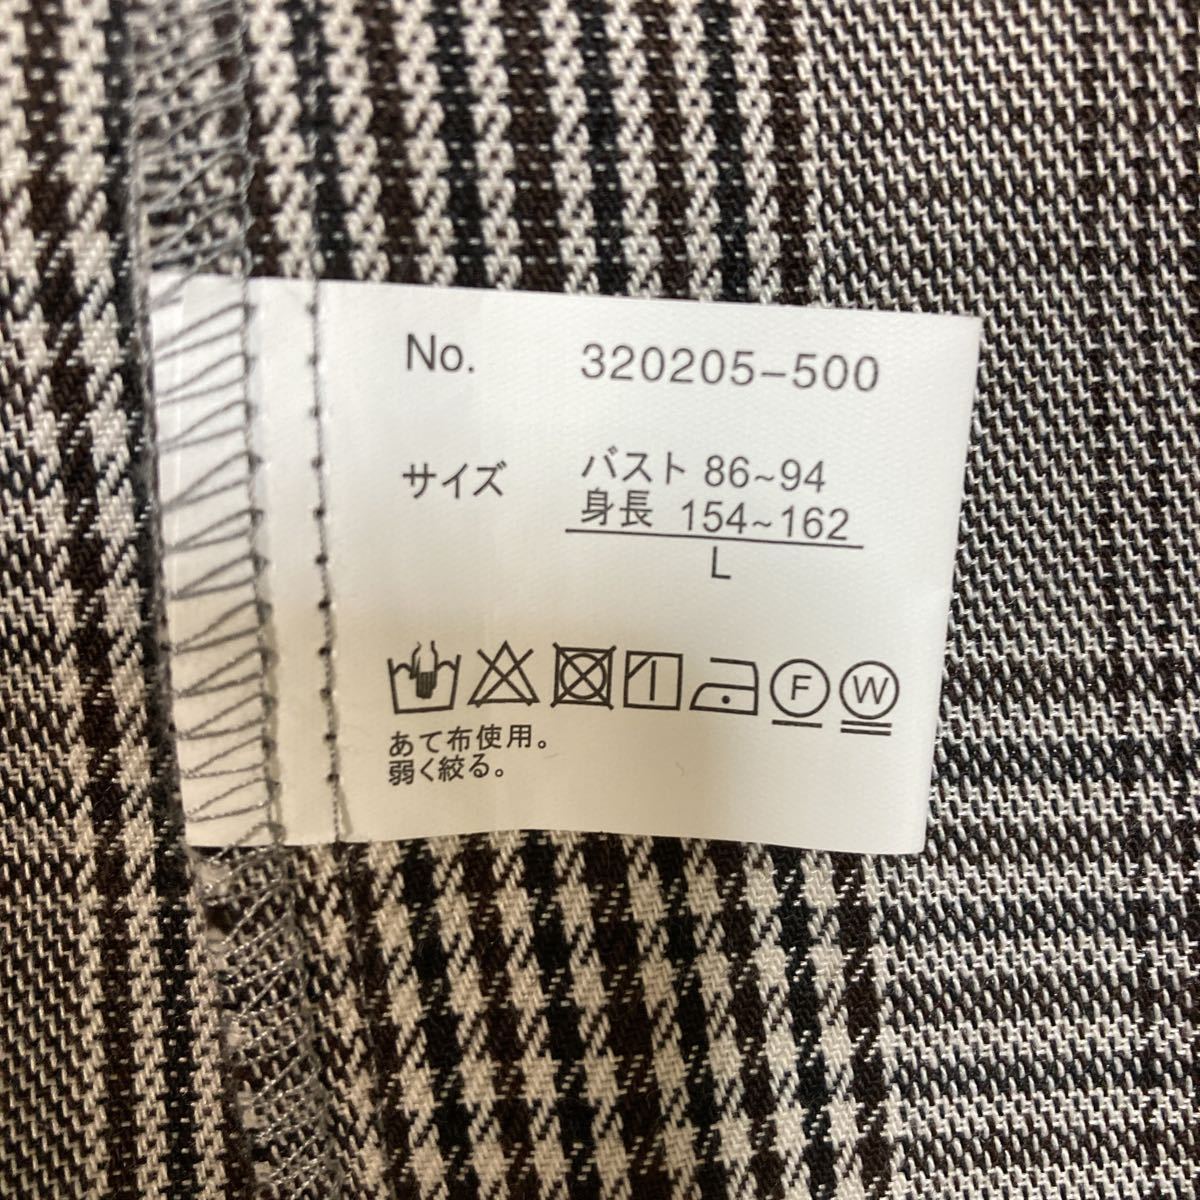 No. 320205-500
サイズ バスト 86~94
身長 154~162
L
F W
あて布使用。
弱く絞る。